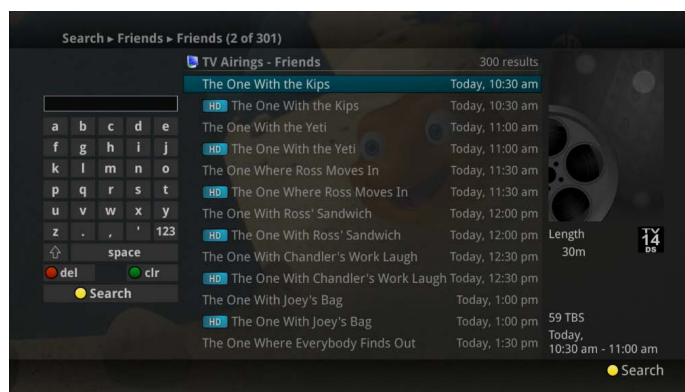 Search ▸ Friends ▸ Friends (2 of 301)
TV Airings - Friends 300 results
The One With the Kips Today, 10:30 am
HD The One With the Kips Today, 10:30 am
The One With the Yeti Today, 11:00 am
HD The One With the Yeti Today, 11:00 am
The One Where Ross Moves In Today, 11:30 am
HD The One Where Ross Moves In Today, 11:30 am
The One With Ross' Sandwich Today, 12:00 pm
HD The One With Ross' Sandwich Today, 12:00 pm
The One With Chandler's Work Laugh Today, 12:30 pm
HD The One With Chandler's Work Laugh Today, 12:30 pm
The One With Joey's Bag Today, 1:00 pm
HD The One With Joey's Bag Today, 1:00 pm
The One Where Everybody Finds Out Today, 1:30 pm
a b c d e
f g h i j
k l m n o
p q r s t
u v w x y
z . , ' 123
space
del clr
Search
Length
30m
TV
14
DS
59 TBS
Today,
10:30 am - 11:00 am
Search